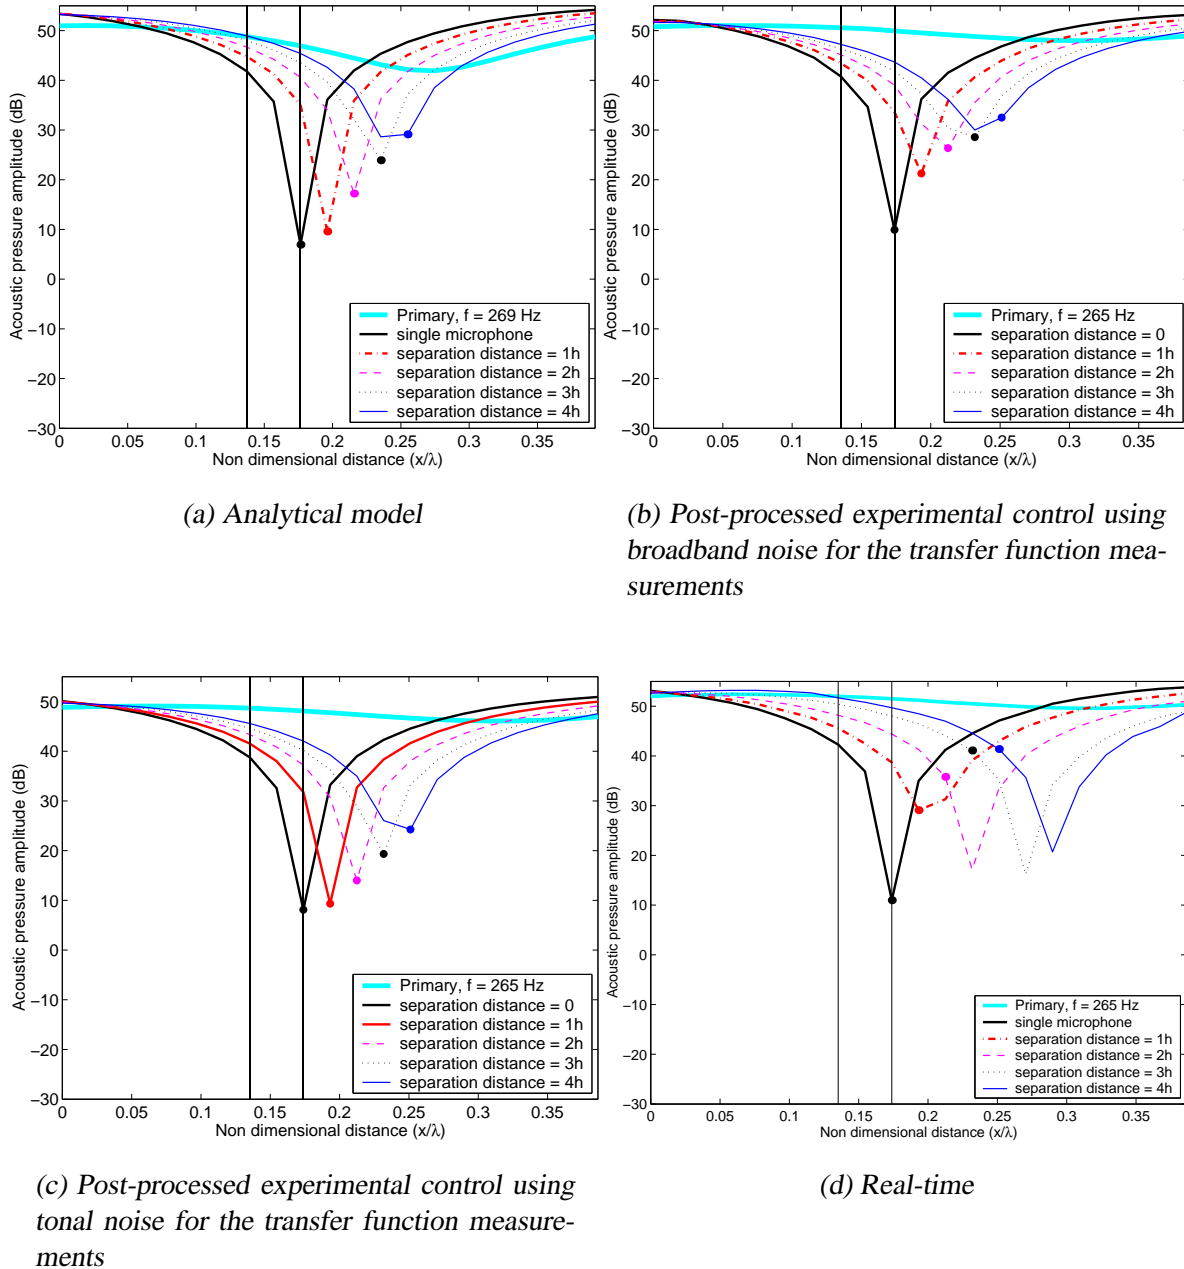 Acoustic pressure amplitude (dB)
50
40
30
20
10
0
−10
−20
−30
0 0.05 0.1 0.15 0.2 0.25 0.3 0.35
Non dimensional distance (x/λ)
Primary, f = 269 Hz
single microphone
separation distance = 1h
separation distance = 2h
separation distance = 3h
separation distance = 4h
(a) Analytical model
Acoustic pressure amplitude (dB)
50
40
30
20
10
0
−10
−20
−30
0 0.05 0.1 0.15 0.2 0.25 0.3 0.35
Non dimensional distance (x/λ)
Primary, f = 265 Hz
separation distance = 0
separation distance = 1h
separation distance = 2h
separation distance = 3h
separation distance = 4h
(b) Post-processed experimental control using
broadband noise for the transfer function mea-
surements
Acoustic pressure amplitude (dB)
50
40
30
20
10
0
−10
−20
−30
0 0.05 0.1 0.15 0.2 0.25 0.3 0.35
Non dimensional distance (x/λ)
Primary, f = 265 Hz
separation distance = 0
separation distance = 1h
separation distance = 2h
separation distance = 3h
separation distance = 4h
(c) Post-processed experimental control using
tonal noise for the transfer function measure-
ments
Acoustic pressure amplitude (dB)
50
40
30
20
10
0
−10
−20
−30
0 0.05 0.1 0.15 0.2 0.25 0.3 0.35
Non dimensional distance (x/λ)
Primary, f = 265 Hz
single microphone
separation distance = 1h
separation distance = 2h
separation distance = 3h
separation distance = 4h
(d) Real-time